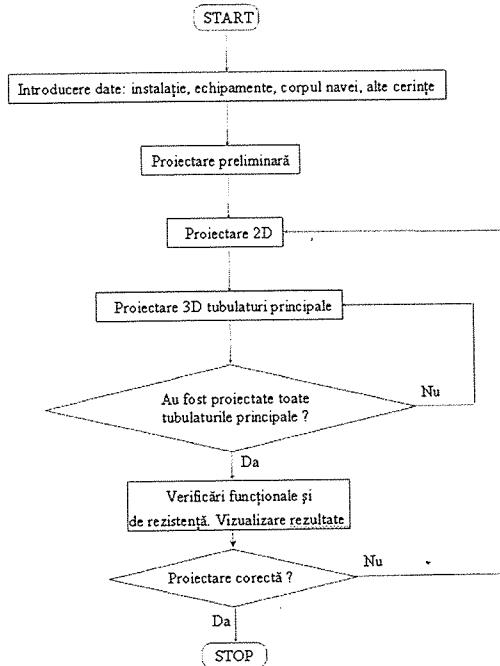 START
Introducere date: instalație, echipamente, corpul navei, alte cerințe
Proiectare preliminară
Proiectare 2D
Proiectare 3D tubulaturi principale
Au fost proiectate toate
tubulaturile principale ?
Nu
Da
Verificări funcționale și
de rezistență. Vizualizare rezultate
Proiectare corectă ?
Nu
Da
STOP